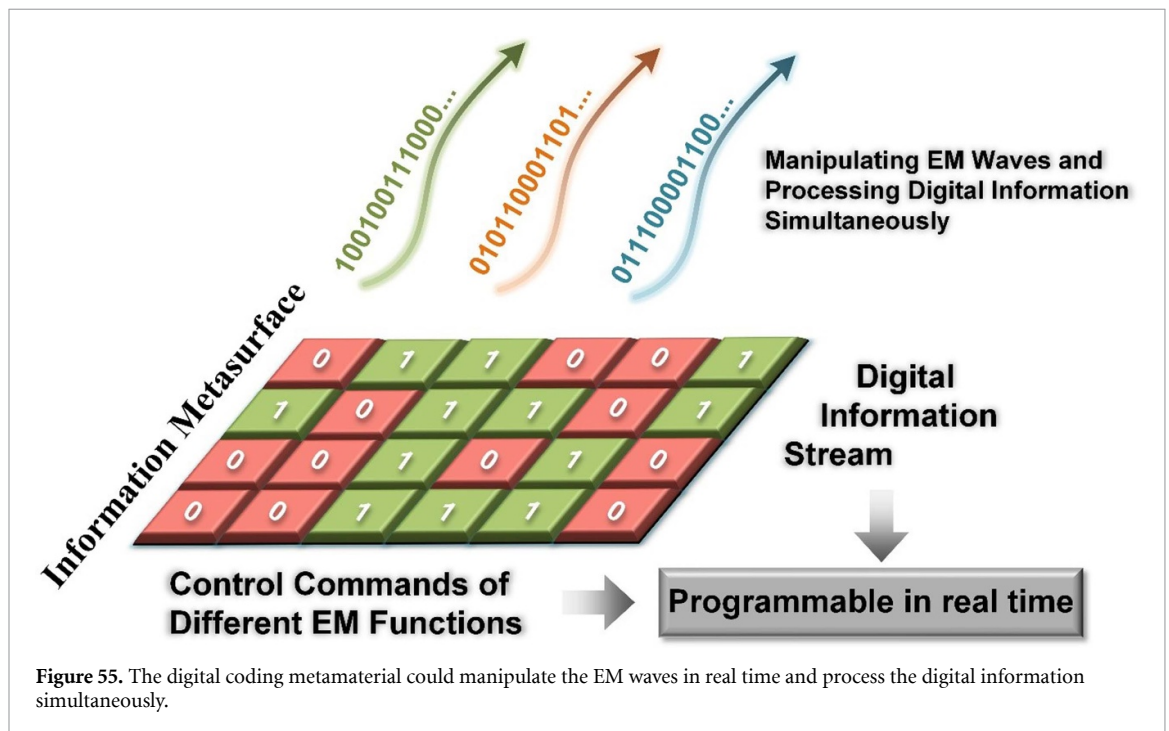 100100111000...
010110001101...
011100001100...
Manipulating EM Waves and
Processing Digital Information
Simultaneously
Information Metasurface
0 1 1 0 0 1
1 0 1 1 0 1
0 0 1 0 1 0
0 0 1 1 1 0
Digital
Information
Stream
Control Commands of
Different EM Functions
Programmable in real time
Figure 55. The digital coding metamaterial could manipulate the EM waves in real time and process the digital information
simultaneously.